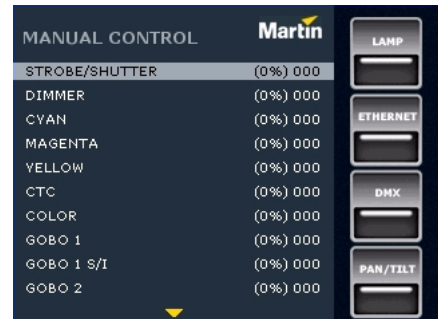 MANUAL CONTROL
Martin
STROBE/SHUTTER (0%) 000
DIMMER (0%) 000
CYAN (0%) 000
MAGENTA (0%) 000
YELLOW (0%) 000
CTC (0%) 000
COLOR (0%) 000
GOBO 1 (0%) 000
GOBO 1 S/I (0%) 000
GOBO 2 (0%) 000
LAMP
ETHERNET
DMX
PAN/TILT